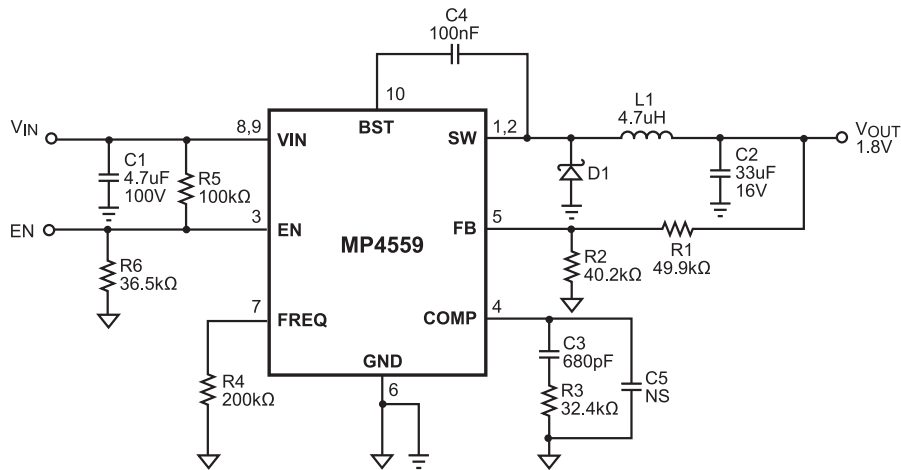 C4
100nF
10
BST
VIN
8,9
VIN
C1
4.7uF
100V
R5
100kΩ
EN
3
EN
R6
36.5kΩ
7
FREQ
R4
200kΩ
MP4559
GND
6
SW
1,2
L1
4.7uH
VOUT
1.8V
D1
C2
33uF
16V
FB
5
R2
40.2kΩ
R1
49.9kΩ
COMP
4
C3
680pF
R3
32.4kΩ
C5
NS